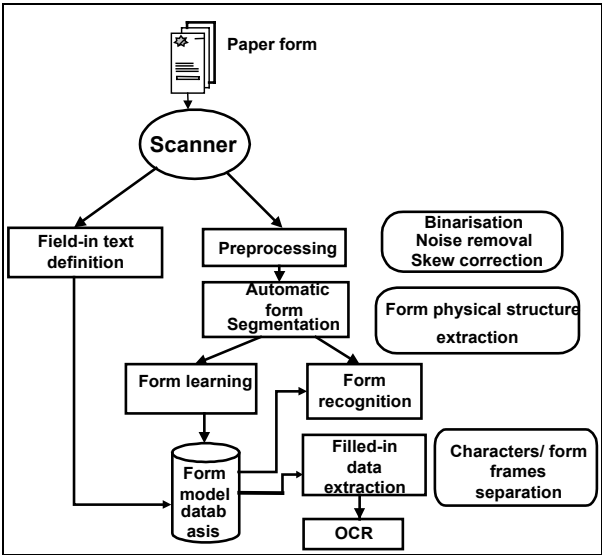 Paper form
Scanner
Field-in text
definition
Preprocessing
Binarisation
Noise removal
Skew correction
Automatic
form
Segmentation
Form physical structure
extraction
Form learning
Form
recognition
Form
model
datab
asis
Filled-in
data
extraction
Characters/ form
frames
separation
OCR